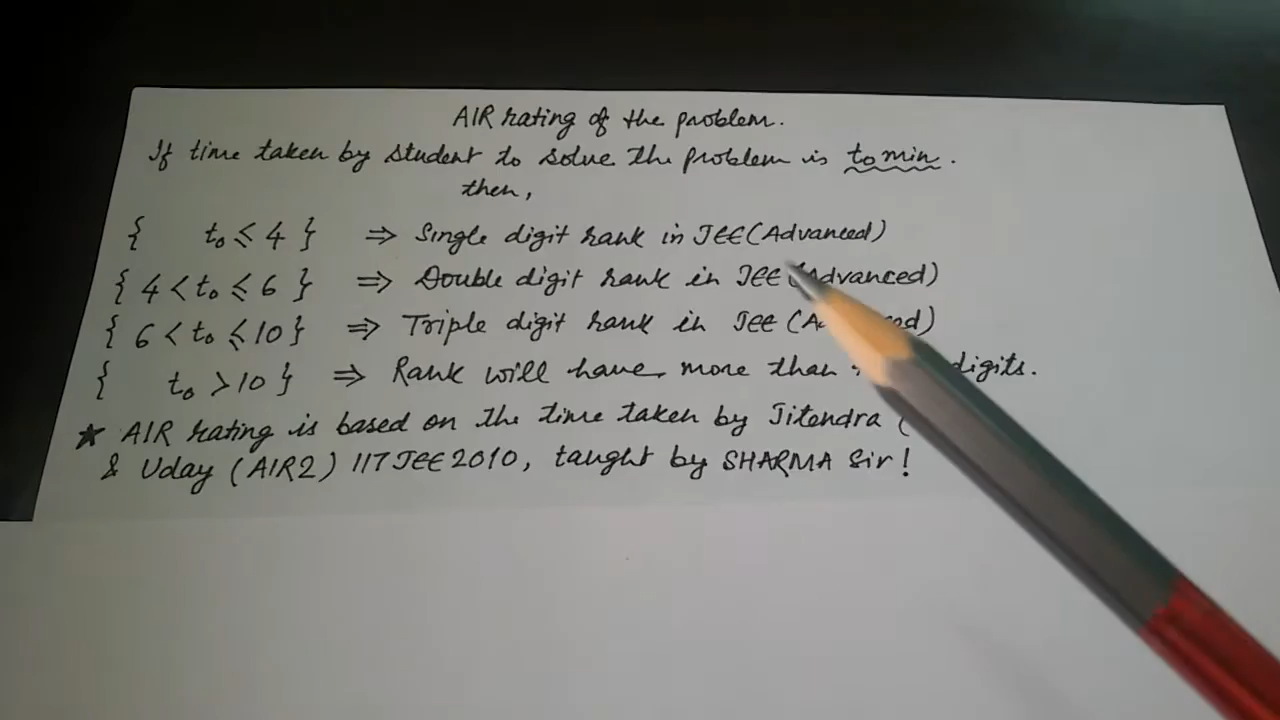 AIR rating of the problem.
If time taken by student to solve the problem is t₀ min.
then,
{ t₀ ≤ 4 } ⇒ Single digit rank in JEE (Advanced)
{ 4 < t₀ ≤ 6 } ⇒ Double digit rank in JEE (Advanced)
{ 6 < t₀ ≤ 10 } ⇒ Triple digit rank in JEE (A ed)
{ t₀ > 10 } ⇒ Rank will have more than digits.
★ AIR rating is based on the time taken by Jitendra (
& Uday (AIR2) IITJEE2010, taught by SHARMA Sir!